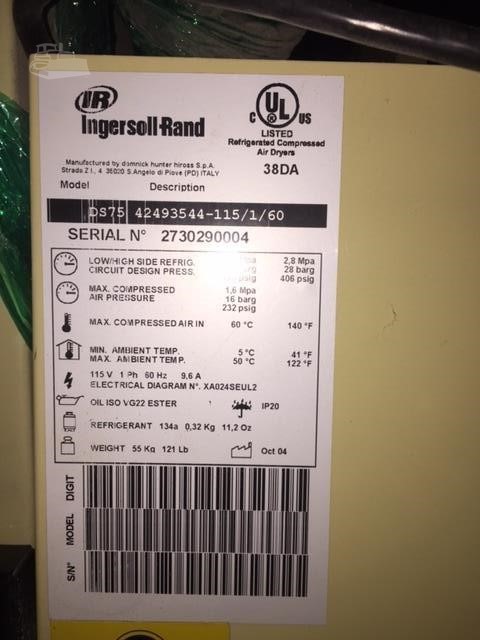 IR
Ingersoll-Rand
C UL US
LISTED
Refrigerated Compressed
Air Dryers
38DA
Manufactured by domnick hunter hiross S.p.A.
Strada Z.I., 4 35020 S.Angelo di Piove (PD) ITALY
Model Description
DS75 42493544-115/1/60
SERIAL N° 2730290004
LOW/HIGH SIDE REFRIG. 2,8 Mpa
CIRCUIT DESIGN PRESS. 28 barg
psig 406 psig
MAX. COMPRESSED 1,6 Mpa
AIR PRESSURE 16 barg
232 psig
MAX. COMPRESSED AIR IN 60 °C 140 °F
MIN. AMBIENT TEMP. 5 °C 41 °F
MAX. AMBIENT TEMP. 50 °C 122 °F
115 V 1 Ph 60 Hz 9,6 A
ELECTRICAL DIAGRAM N°. XA024SEUL2
OIL ISO VG22 ESTER IP20
REFRIGERANT 134a 0,32 Kg 11,2 Oz
WEIGHT 55 Kg 121 Lb Oct 04
DIGIT
MODEL
S/N°